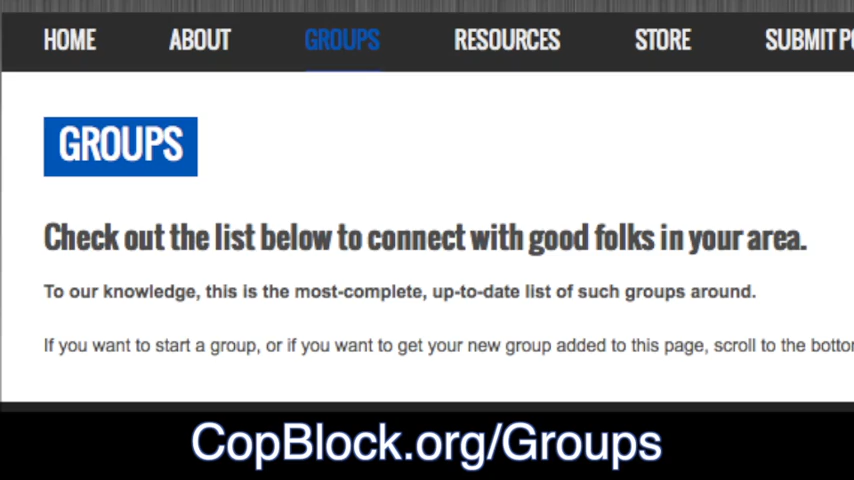 HOME ABOUT GROUPS RESOURCES STORE SUBMIT
GROUPS
Check out the list below to connect with good folks in your area.
To our knowledge, this is the most-complete, up-to-date list of such groups around.
If you want to start a group, or if you want to get your new group added to this page, scroll to the
CopBlock.org/Groups